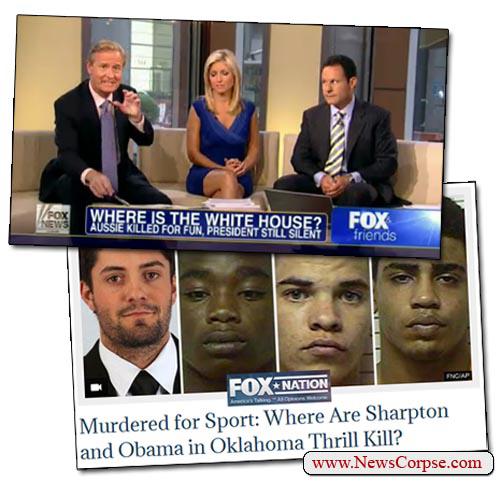 FOX
NEWS
WHERE IS THE WHITE HOUSE?
AUSSIE KILLED FOR FUN, PRESIDENT STILL SILENT
FOX &
friends
FNC/AP
FOX NATION
America's Talking. All Opinions Welcome.
Murdered for Sport: Where Are Sharpton
and Obama in Oklahoma Thrill Kill?
www.NewsCorpse.com